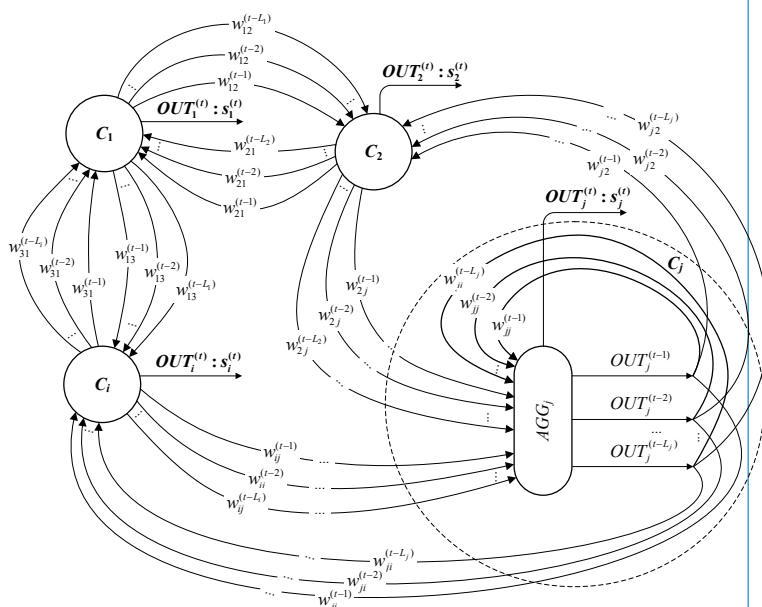 w_{12}^{(t-L_1)}
w_{12}^{(t-2)}
w_{12}^{(t-1)}
OUT_1^{(t)} : s_1^{(t)}
OUT_2^{(t)} : s_2^{(t)}
C_1
C_2
w_{21}^{(t-L_2)}
w_{21}^{(t-2)}
w_{21}^{(t-1)}
... w_{j2}^{(t-L_j)}
... w_{j2}^{(t-2)}
... w_{j2}^{(t-1)}
OUT_j^{(t)} : s_j^{(t)}
w_{31}^{(t-L_i)}
w_{31}^{(t-2)}
w_{31}^{(t-1)}
w_{13}^{(t-1)}
w_{13}^{(t-2)}
w_{13}^{(t-L_1)}
w_{2j}^{(t-1)}
w_{2j}^{(t-2)}
w_{2j}^{(t-L_2)}
w_{jj}^{(t-L_j)}
w_{jj}^{(t-2)}
w_{jj}^{(t-1)}
C_j
OUT_i^{(t)} : s_i^{(t)}
C_i
AGG_j
OUT_j^{(t-1)}
OUT_j^{(t-2)}
... ...
OUT_j^{(t-L_j)}
w_{ij}^{(t-1)} ...
w_{ij}^{(t-2)} ...
w_{ij}^{(t-L_i)} ...
... w_{ji}^{(t-L_j)}
... w_{ji}^{(t-2)}
... w_{ji}^{(t-1)}